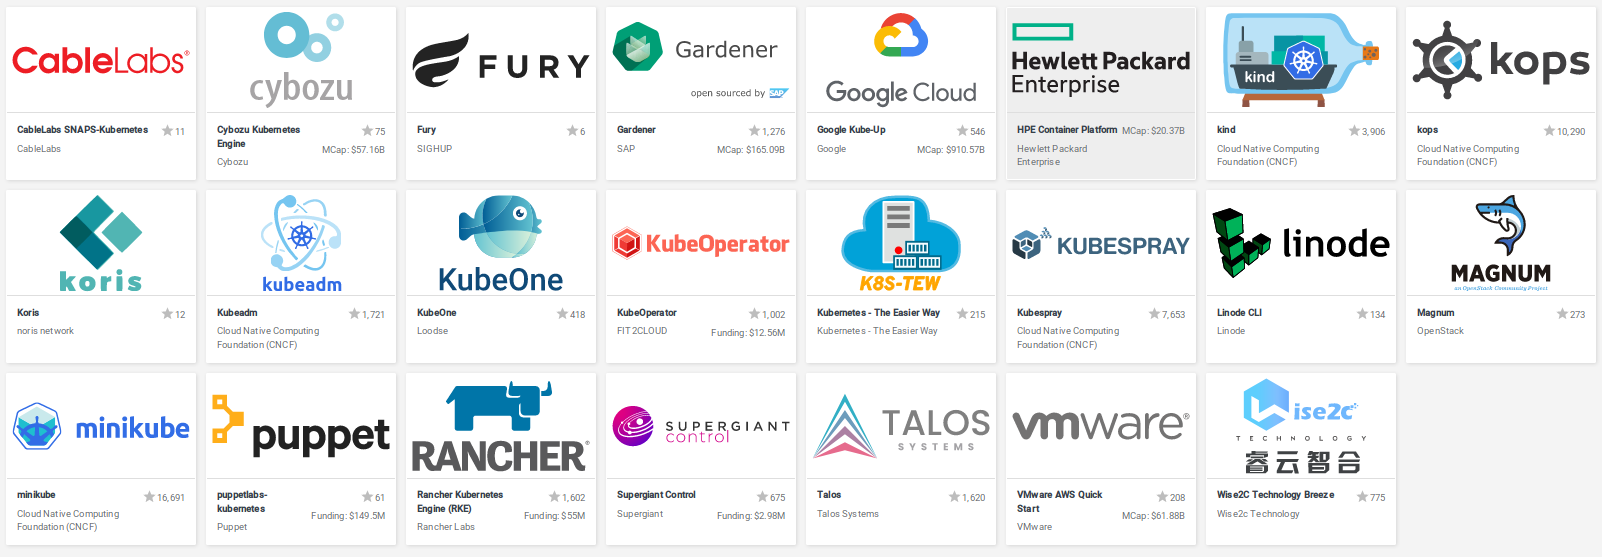 CableLabs®
CableLabs SNAPS-Kubernetes
11
CableLabs
cybozu
Cybozu Kubernetes
Engine
75
MCap: $57.16B
Cybozu
FURY
Fury
6
SIGHUP
Gardener
open sourced by SAP
Gardener
1,276
SAP
MCap: $165.09B
Google Cloud
Google Kube-Up
546
Google
MCap: $910.57B
Hewlett Packard
Enterprise
HPE Container Platform
MCap: $20.37B
Hewlett Packard
Enterprise
kind
kind
3,906
Cloud Native Computing
Foundation (CNCF)
kops
kops
10,290
Cloud Native Computing
Foundation (CNCF)
koris
Koris
12
noris network
kubeadm
Kubeadm
1,721
Cloud Native Computing
Foundation (CNCF)
KubeOne
KubeOne
418
Loodse
KubeOperator
KubeOperator
1,002
FIT2CLOUD
Funding: $12.56M
K8S-TEW
Kubernetes - The Easier Way
215
Kubernetes - The Easier Way
KUBESPRAY
Kubespray
7,653
Cloud Native Computing
Foundation (CNCF)
linode
Linode CLI
134
Linode
MAGNUM
an OpenStack Community Project
Magnum
273
OpenStack
minikube
minikube
16,691
Cloud Native Computing
Foundation (CNCF)
puppet
puppetlabs-
kubernetes
61
Funding: $149.5M
Puppet
RANCHER®
Rancher Kubernetes
Engine (RKE)
1,602
Funding: $55M
Rancher Labs
SUPERGIANT
control
Supergiant Control
675
Supergiant
Funding: $2.98M
TALOS
SYSTEMS
Talos
1,620
Talos Systems
vmware®
VMware AWS Quick
Start
208
MCap: $61.88B
VMware
Wise2c
TECHNOLOGY
睿云智合
Wise2C Technology Breeze
775
Wise2c Technology